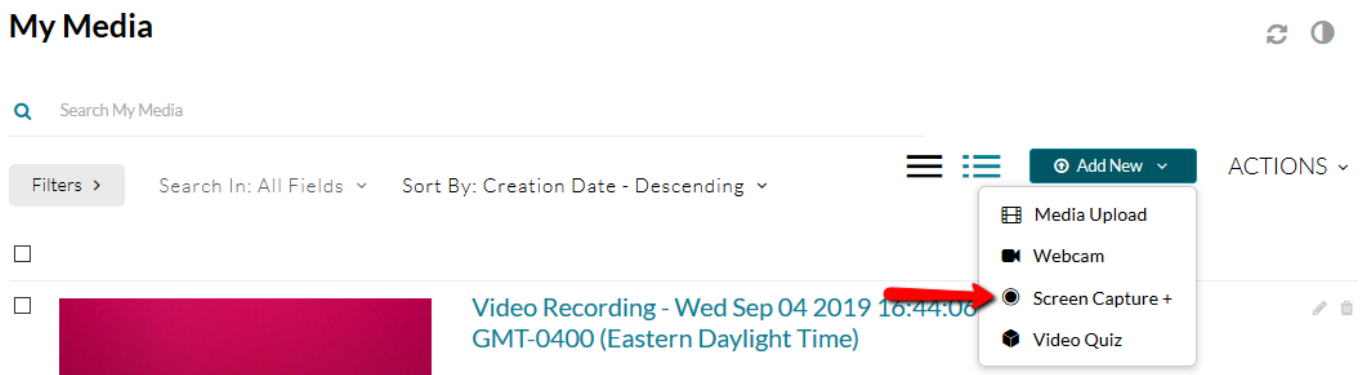 My Media
Search My Media
Filters >
Search In: All Fields
Sort By: Creation Date - Descending
Add New
ACTIONS
Media Upload
Webcam
Screen Capture +
Video Quiz
Video Recording - Wed Sep 04 2019 16:44:06
GMT-0400 (Eastern Daylight Time)